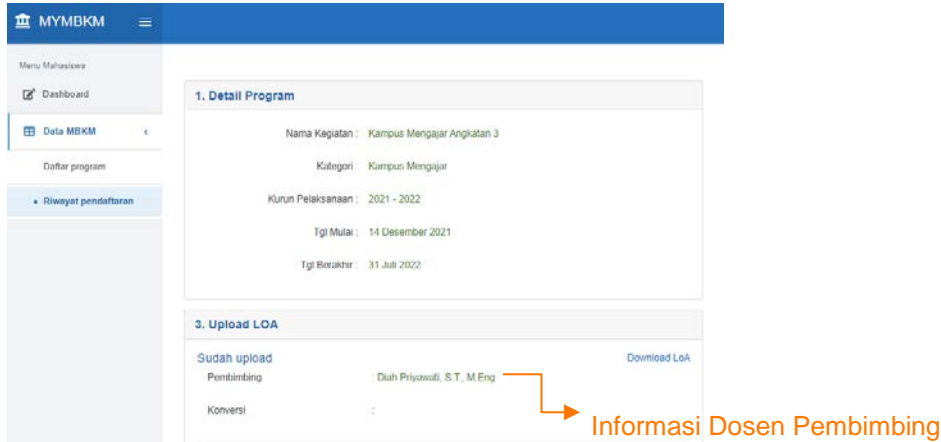 MYMBKM
Menu Mahasiswa
Dashboard
Data MBKM
Daftar program
Riwayat pendaftaran
1. Detail Program
Nama Kegiatan : Kampus Mengajar Angkatan 3
Kategori : Kampus Mengajar
Kurun Pelaksanaan : 2021 - 2022
Tgl Mulai : 14 Desember 2021
Tgl Berakhir : 31 Juli 2022
3. Upload LOA
Sudah upload Download LoA
Pembimbing : Diah Priyawati, S.T., M.Eng
Konversi :
Informasi Dosen Pembimbing